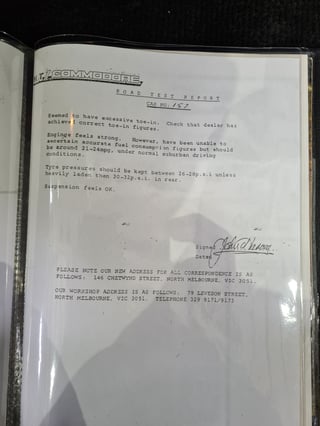 H.T. COMMODORE
ROAD TEST REPORT
CAR NO. 157
Seemed to have excessive toe-in. Check that dealer has
achieved correct toe-in figures.
Engine feels strong. However, have been unable to
ascertain accurate fuel consumption figures but should
be around 21-24mpg. under normal suburban driving
conditions.
Tyre pressures should be kept between 26-28p.s.i unless
heavily laden then 30-32p.s.i. in rear.
Suspension feels OK.
Signed
Dated
PLEASE NOTE OUR NEW ADDRESS FOR ALL CORRESPONDENCE IS AS
FOLLOWS. 146 CHETWYND STREET, NORTH MELBOURNE, VIC 3051.
OUR WORKSHOP ADDRESS IS AS FOLLOWS. 79 LEVESON STREET,
NORTH MELBOURNE, VIC 3051. TELEPHONE 329 9171/9173